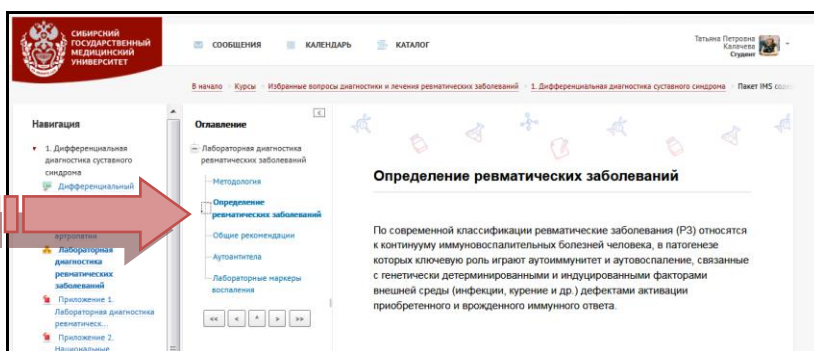 СИБИРСКИЙ
ГОСУДАРСТВЕННЫЙ
МЕДИЦИНСКИЙ
УНИВЕРСИТЕТ
СООБЩЕНИЯ
КАЛЕНДАРЬ
КАТАЛОГ
Татьяна Петровна
Калачева
Студент
В начало
Курсы
Избранные вопросы диагностики и лечения ревматических заболеваний
1. Дифференциальная диагностика суставного синдрома
Пакет IMS
Навигация
1. Дифференциальная
диагностика суставного
синдрома
Дифференциальный
артропатии
Лабораторная
диагностика
ревматических
заболеваний
Приложение 1.
Лабораторная диагностика
ревматическ...
Приложение 2.
Национальные
Оглавление
Лабораторная диагностика
ревматических заболеваний
Методология
Определение
ревматических заболеваний
Общие рекомендации
Аутоантитела
Лабораторные маркеры
воспаления
<< < ^ > >>
Определение ревматических заболеваний
По современной классификации ревматические заболевания (РЗ) относятся
к континууму иммуновоспалительных болезней человека, в патогенезе
которых ключевую роль играют аутоиммунитет и аутовоспаление, связанные
с генетически детерминированными и индуцированными факторами
внешней среды (инфекции, курение и др.) дефектами активации
приобретенного и врожденного иммунного ответа.